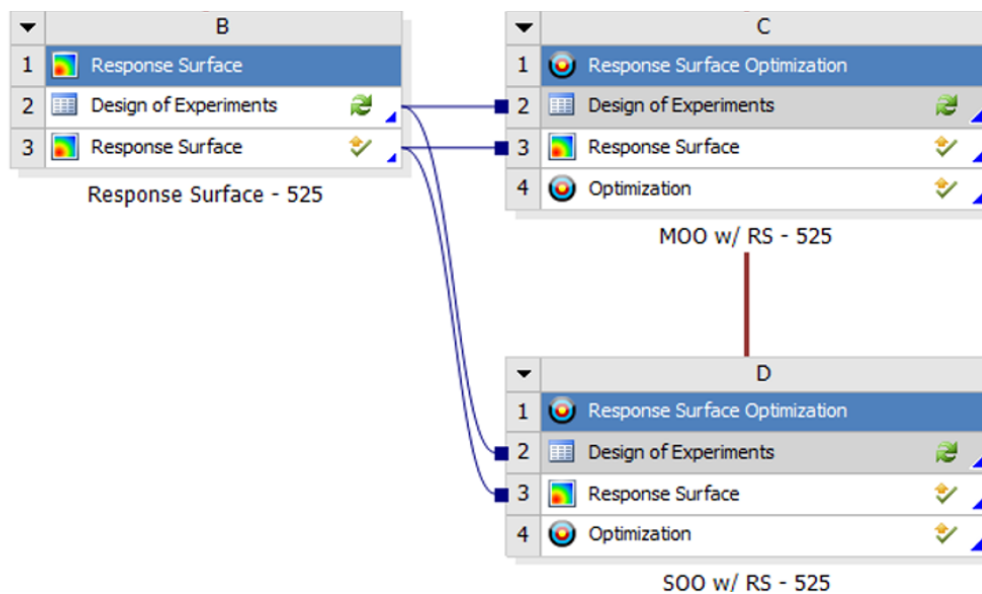 B
1 Response Surface
2 Design of Experiments
3 Response Surface
Response Surface - 525
C
1 Response Surface Optimization
2 Design of Experiments
3 Response Surface
4 Optimization
MOO w/ RS - 525
D
1 Response Surface Optimization
2 Design of Experiments
3 Response Surface
4 Optimization
SOO w/ RS - 525